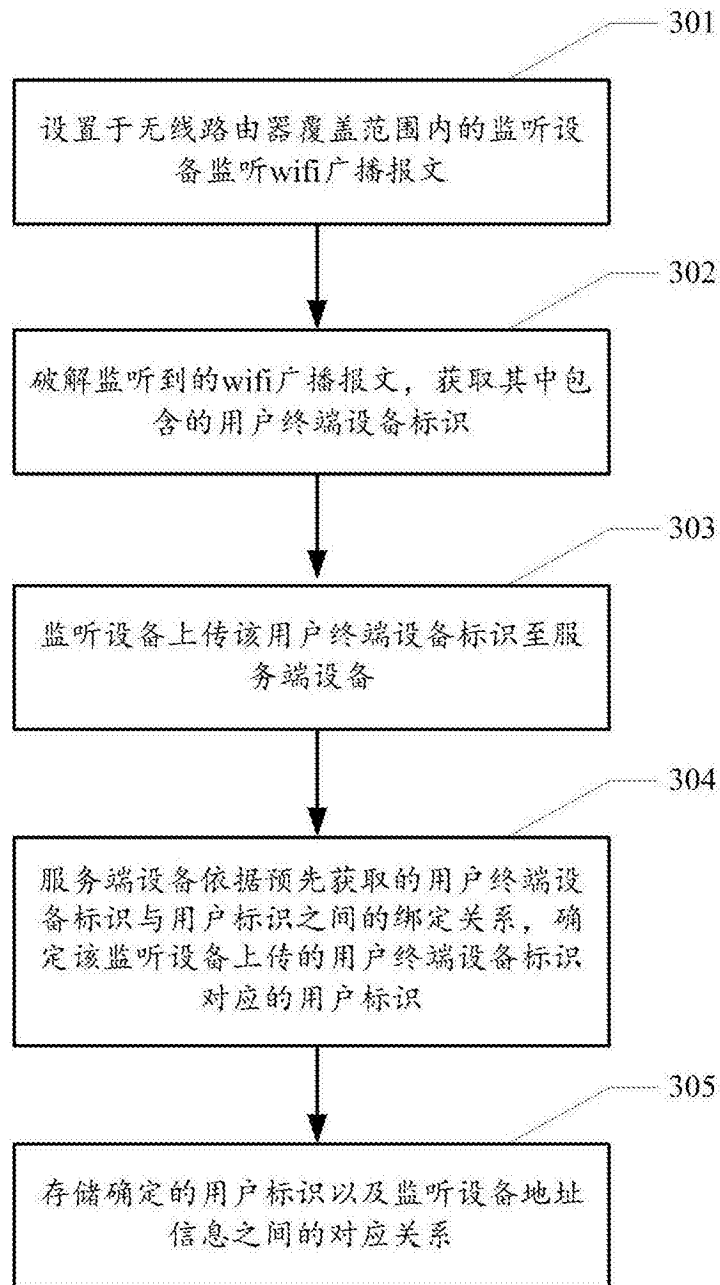 301
设置于无线路由器覆盖范围内的监听设
备监听wifi广播报文
302
破解监听到的wifi广播报文，获取其中包
含的用户终端设备标识
303
监听设备上传该用户终端设备标识至服
务端设备
304
服务端设备依据预先获取的用户终端设
备标识与用户标识之间的绑定关系，确
定该监听设备上传的用户终端设备标识
对应的用户标识
305
存储确定的用户标识以及监听设备地址
信息之间的对应关系